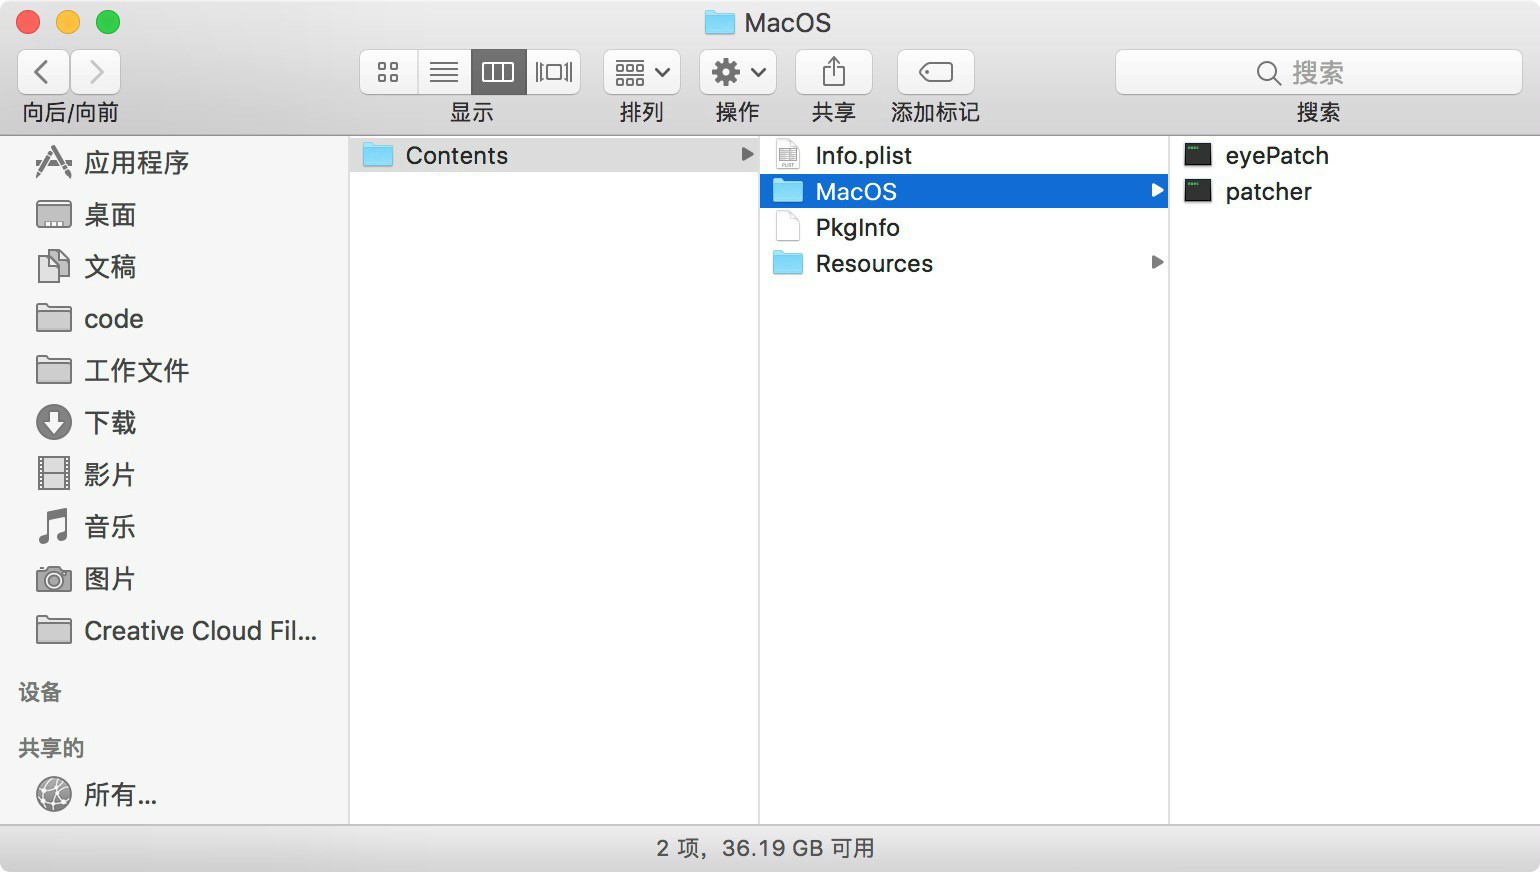 MacOS
搜索
向后/向前
显示
排列
操作
共享
添加标记
搜索
应用程序
桌面
文稿
code
工作文件
下载
影片
音乐
图片
Creative Cloud Fil...
设备
共享的
所有...
Contents
Info.plist
MacOS
PkgInfo
Resources
eyePatch
patcher
2 项，36.19 GB 可用